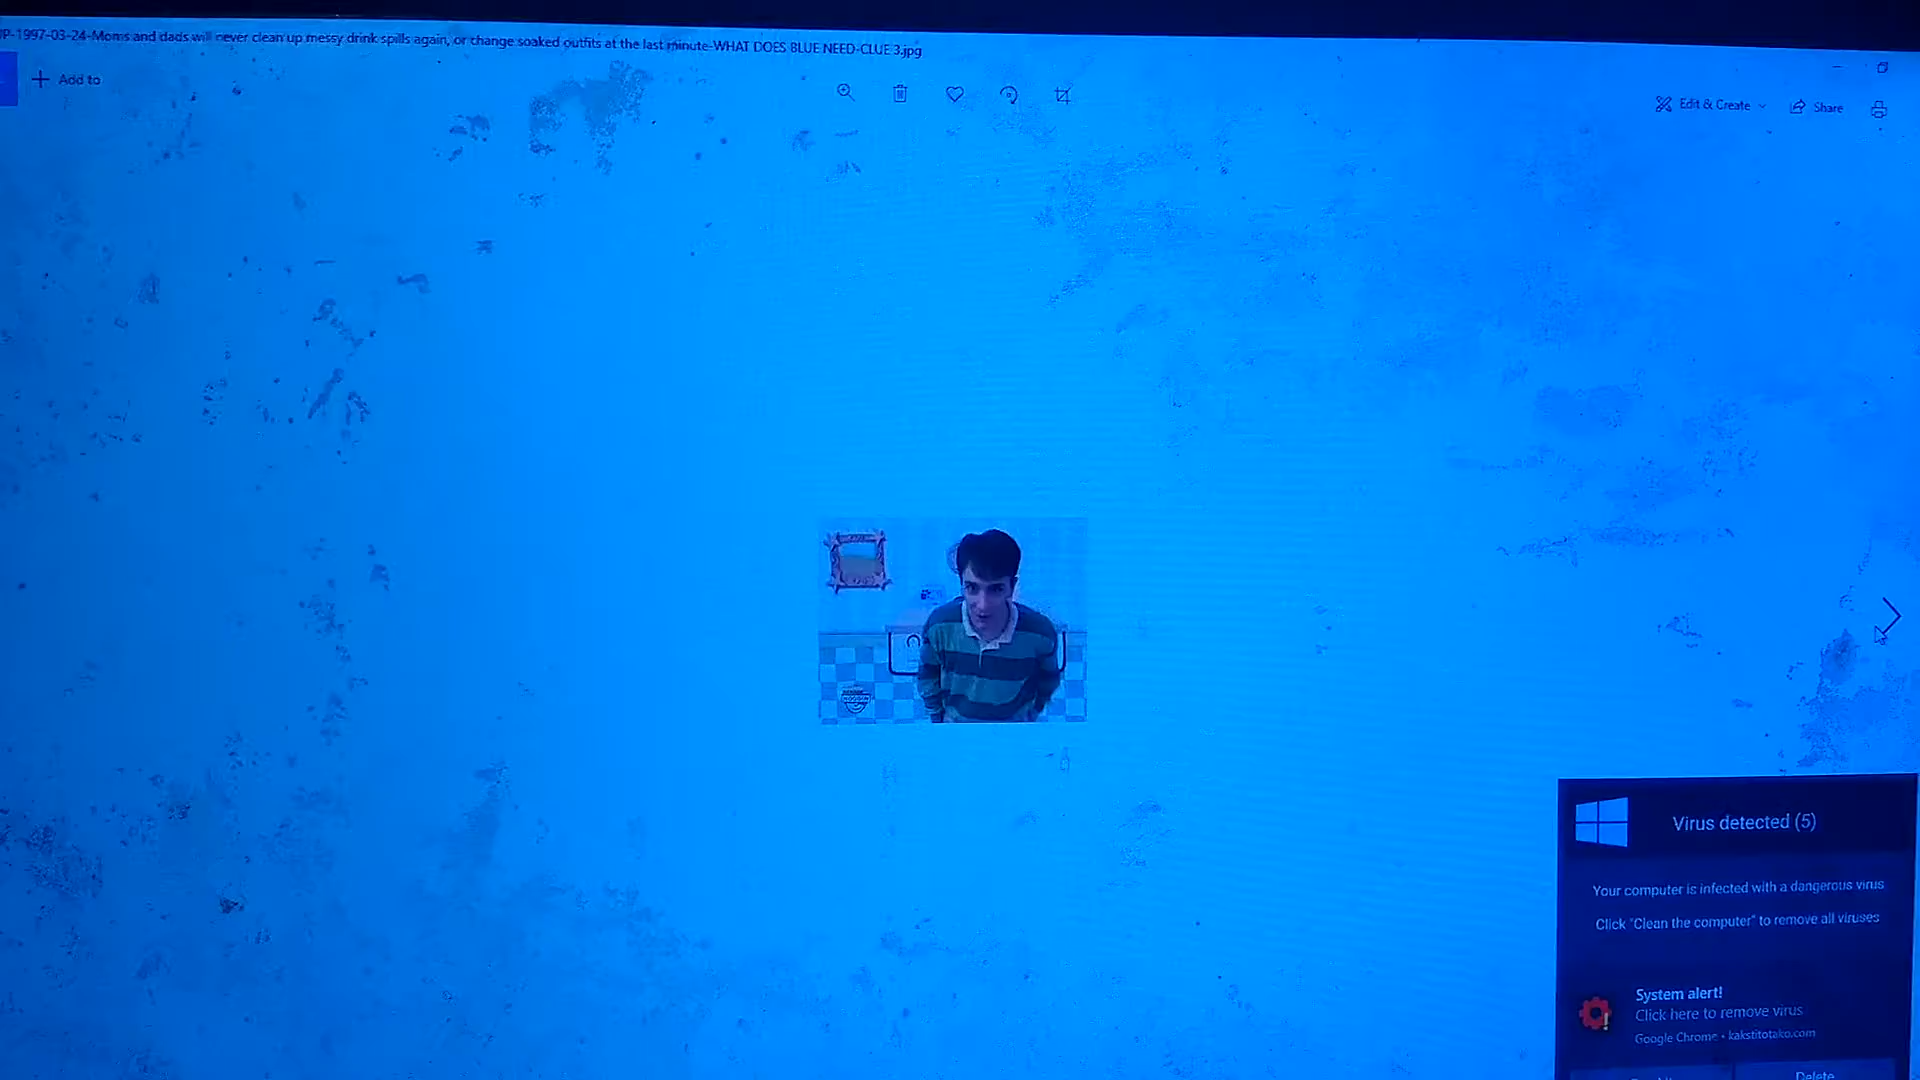 JP-1997-03-24-Moms and dads will never clean up messy drink spills again, or change soaked outfits at the last minute-WHAT DOES BLUE NEED-CLUE 3.jpg
Add to
Edit & Create
Share
Virus detected (5)
Your computer is infected with a dangerous virus
Click "Clean the computer" to remove all viruses
System alert!
Click here to remove virus
Google Chrome • kakstitotako.com
Delete